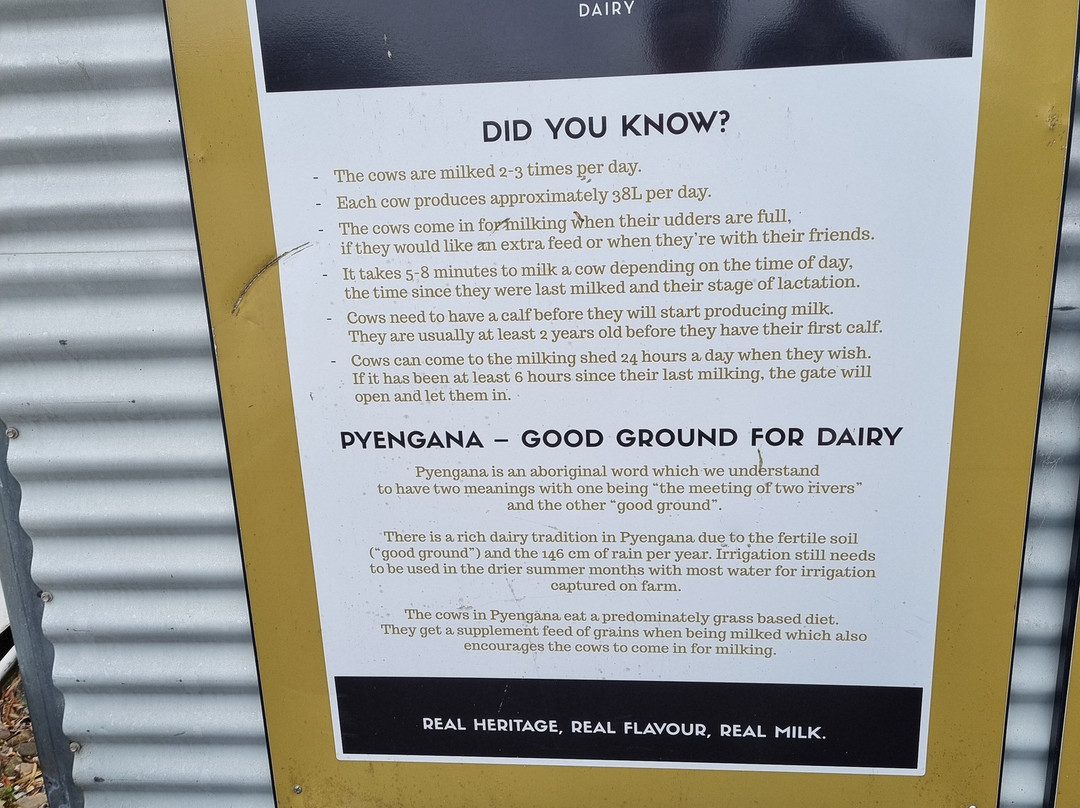 DAIRY
DID YOU KNOW?
- The cows are milked 2-3 times per day.
- Each cow produces approximately 38L per day.
- The cows come in for milking when their udders are full,
if they would like an extra feed or when they're with their friends.
- It takes 5-8 minutes to milk a cow depending on the time of day,
the time since they were last milked and their stage of lactation.
- Cows need to have a calf before they will start producing milk.
They are usually at least 2 years old before they have their first calf.
- Cows can come to the milking shed 24 hours a day when they wish.
If it has been at least 6 hours since their last milking, the gate will
open and let them in.
PYENGANA – GOOD GROUND FOR DAIRY
Pyengana is an aboriginal word which we understand
to have two meanings with one being "the meeting of two rivers"
and the other "good ground".
There is a rich dairy tradition in Pyengana due to the fertile soil
("good ground") and the 146 cm of rain per year. Irrigation still needs
to be used in the drier summer months with most water for irrigation
captured on farm.
The cows in Pyengana eat a predominately grass based diet.
They get a supplement feed of grains when being milked which also
encourages the cows to come in for milking.
REAL HERITAGE, REAL FLAVOUR, REAL MILK.